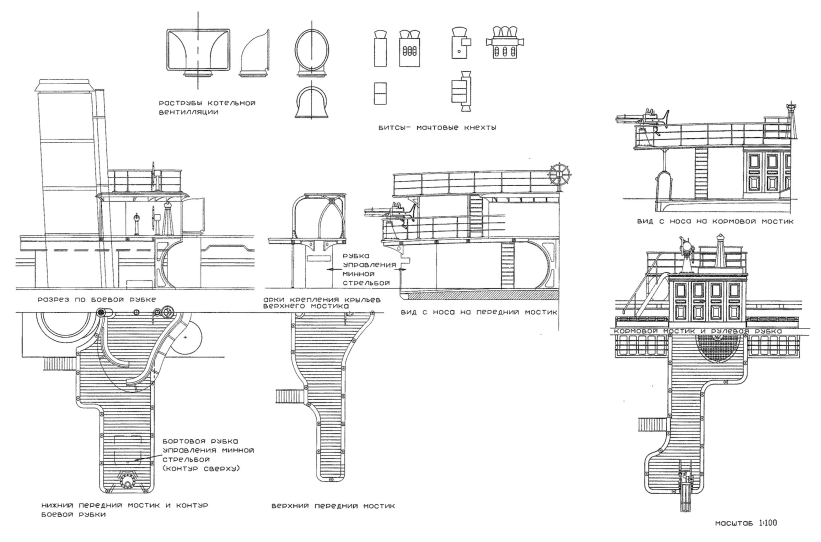 РАСТРУБЫ КОТЕЛЬНОЙ
ВЕНТИЛЯЦИИ
БИТСЫ- МАЧТОВЫЕ КНЕХТЫ
ВИД С НОСА НА КОРМОВОЙ МОСТИК
РУБКА
УПРАВЛЕНИЯ
МИННОЙ
СТРЕЛЬБОЙ
РАЗРЕЗ ПО БОЕВОЙ РУБКЕ
АРКИ КРЕПЛЕНИЯ КРЫЛЬЕВ
ВЕРХНЕГО МОСТИКА
ВИД С НОСА НА ПЕРЕДНИЙ МОСТИК
КОРМОВОЙ МОСТИК И РУЛЕВАЯ РУБКА
БОРТОВАЯ РУБКА
УПРАВЛЕНИЯ МИННОЙ
СТРЕЛЬБОЙ
(КОНТУР СВЕРХУ)
НИЖНИЙ ПЕРЕДНИЙ МОСТИК И КОНТУР
БОЕВОЙ РУБКИ
ВЕРХНИЙ ПЕРЕДНИЙ МОСТИК
МАСШТАБ 1:100